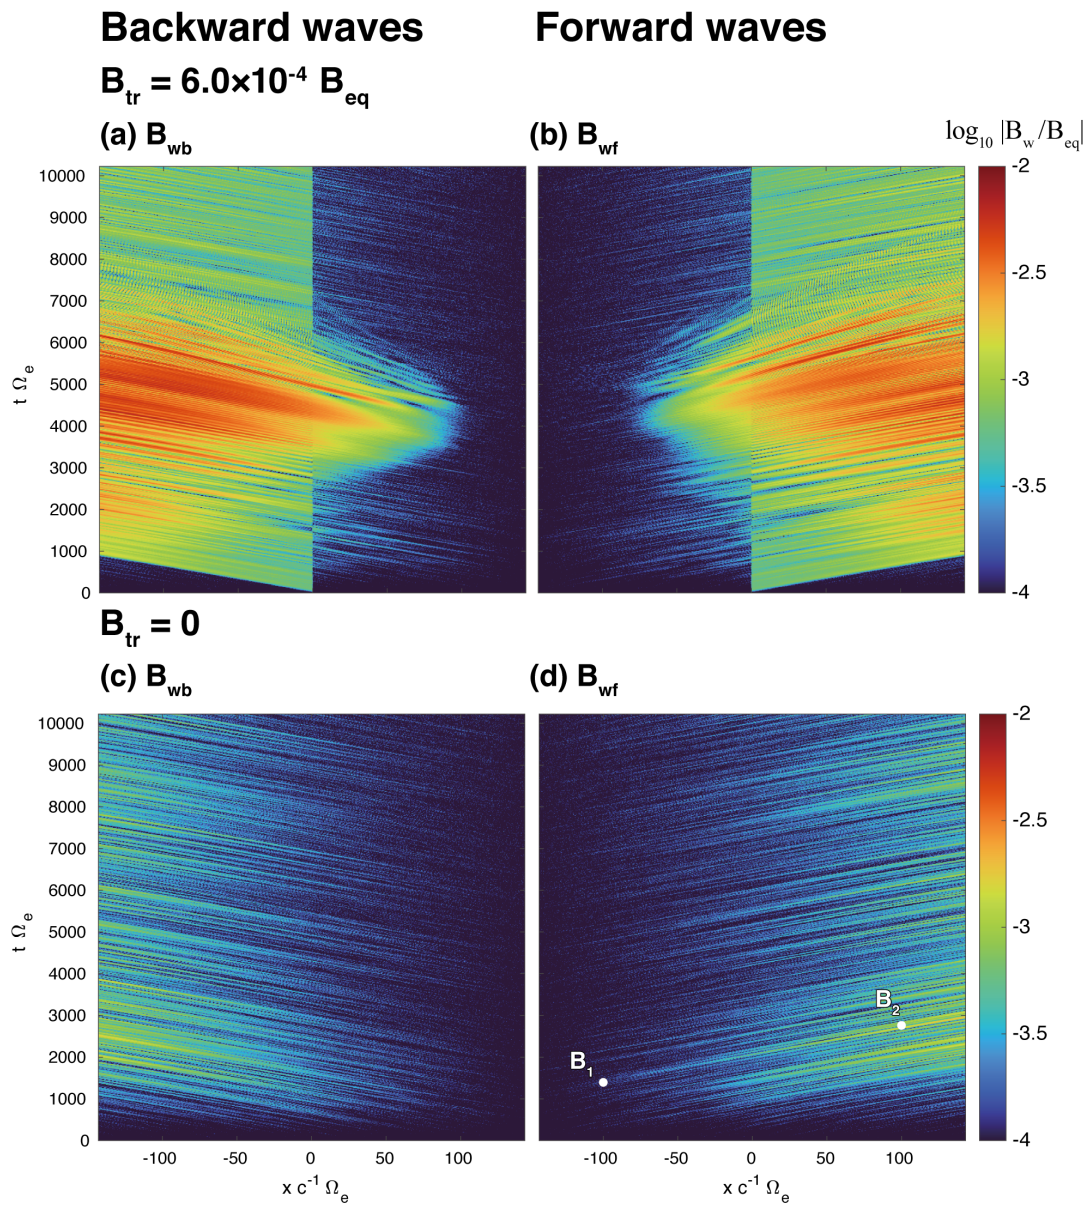 Backward waves Forward waves
B_tr = 6.0×10⁻⁴ B_eq
(a) B_wb (b) B_wf log₁₀ |B_w/B_eq|
10000
9000
8000
7000
6000
5000
4000
3000
2000
1000
0
t Ω_e
-2
-2.5
-3
-3.5
-4
B_tr = 0
(c) B_wb (d) B_wf
10000
9000
8000
7000
6000
5000
4000
3000
2000
1000
0
t Ω_e
B₁
B₂
-2
-2.5
-3
-3.5
-4
-100 -50 0 50 100
x c⁻¹ Ω_e
-100 -50 0 50 100
x c⁻¹ Ω_e